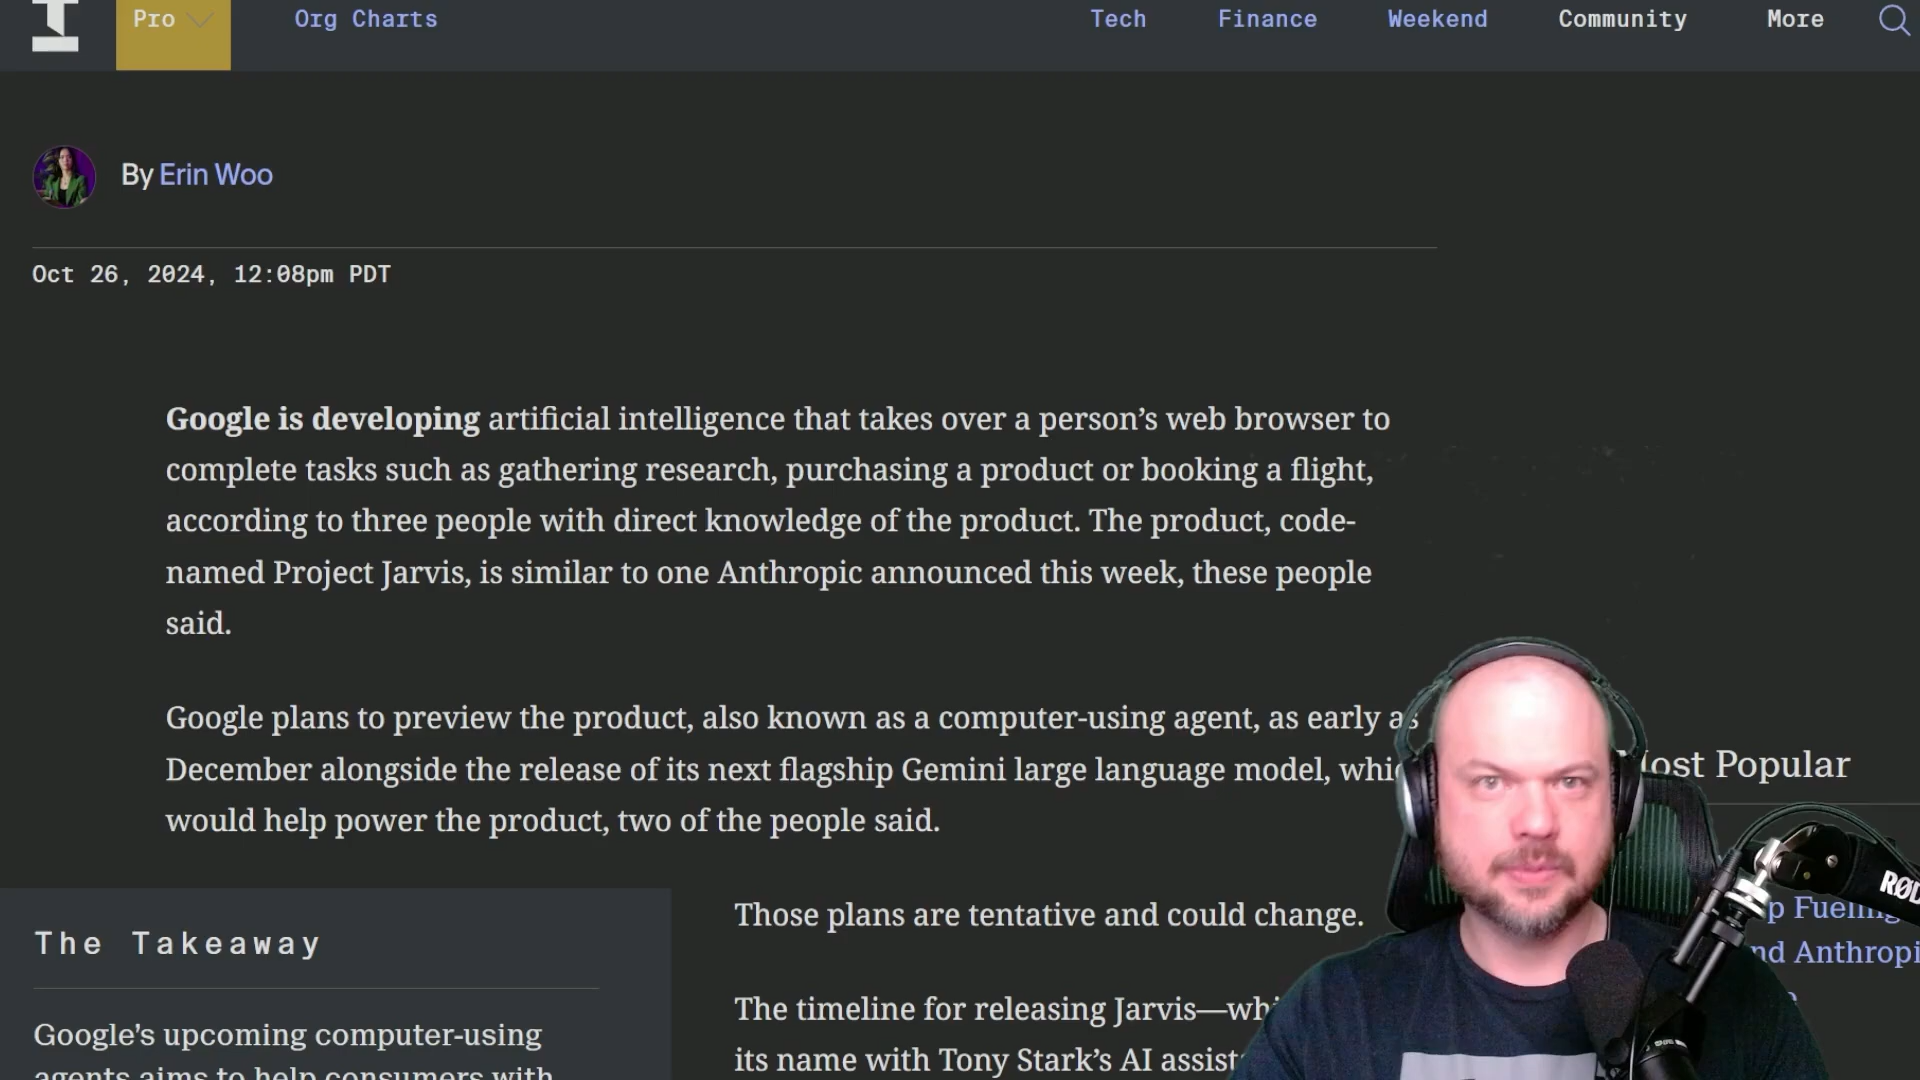 Pro
Org Charts
Tech
Finance
Weekend
Community
More
By Erin Woo
Oct 26, 2024, 12:08pm PDT
Google is developing artificial intelligence that takes over a person’s web browser to
complete tasks such as gathering research, purchasing a product or booking a flight,
according to three people with direct knowledge of the product. The product, code-
named Project Jarvis, is similar to one Anthropic announced this week, these people
said.
Google plans to preview the product, also known as a computer-using agent, as early as
December alongside the release of its next flagship Gemini large language model,
would help power the product, two of the people said.
Most Popular
The Takeaway
Google’s upcoming computer-using
agents aims to help consumers with
Those plans are tentative and could change.
The timeline for releasing Jarvis—
its name with Tony Stark’s AI
p Fueling
nd Anthropi
RØD